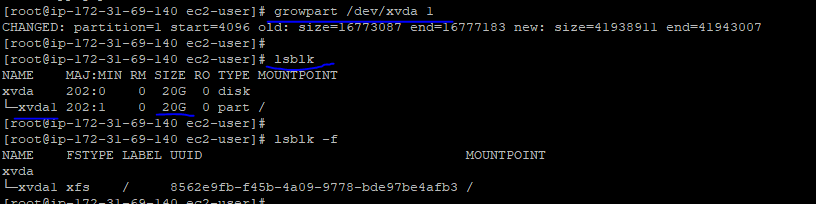 [root@ip-172-31-69-140 ec2-user]# growpart /dev/xvda 1
CHANGED: partition=1 start=4096 old: size=16773087 end=16777183 new: size=41938911 end=41943007
[root@ip-172-31-69-140 ec2-user]#
[root@ip-172-31-69-140 ec2-user]# lsblk
NAME    MAJ:MIN RM SIZE RO TYPE MOUNTPOINT
xvda    202:0    0  20G  0 disk
└─xvda1 202:1    0  20G  0 part /
[root@ip-172-31-69-140 ec2-user]#
[root@ip-172-31-69-140 ec2-user]# lsblk -f
NAME    FSTYPE LABEL UUID                                 MOUNTPOINT
xvda
└─xvda1 xfs    /     8562e9fb-f45b-4a09-9778-bde97be4afb3 /
[root@ip-172-31-69-140 ec2-user]#